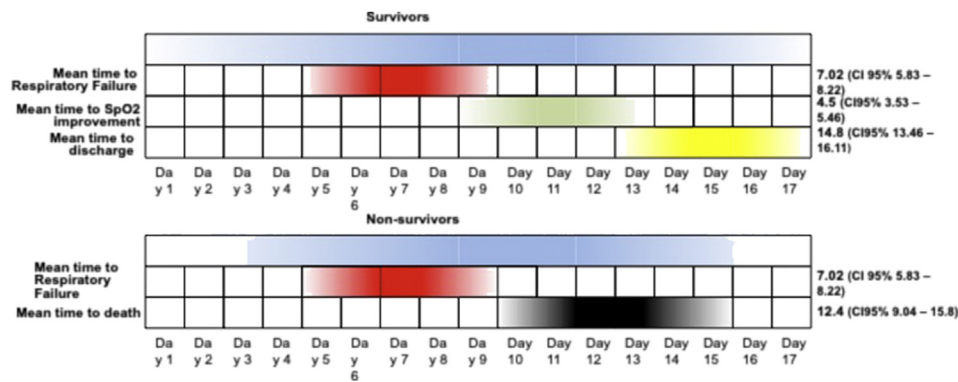 Survivors
Mean time to
Respiratory Failure
7.02 (CI 95% 5.83 –
8.22)
Mean time to SpO2
improvement
4.5 (CI95% 3.53 –
5.46)
Mean time to
discharge
14.8 (CI95% 13.46 –
16.11)
Da Da Da Da Da Da Da Da Da Day Day Day Day Day Day Day Day
y 1 y 2 y 3 y 4 y 5 y y 7 y 8 y 9 10 11 12 13 14 15 16 17
6
Non-survivors
Mean time to
Respiratory
Failure
7.02 (CI 95% 5.83 –
8.22)
Mean time to death
12.4 (CI95% 9.04 – 15.8)
Da Da Da Da Da Da Da Da Da Day Day Day Day Day Day Day Day
y 1 y 2 y 3 y 4 y 5 y y 7 y 8 y 9 10 11 12 13 14 15 16 17
6